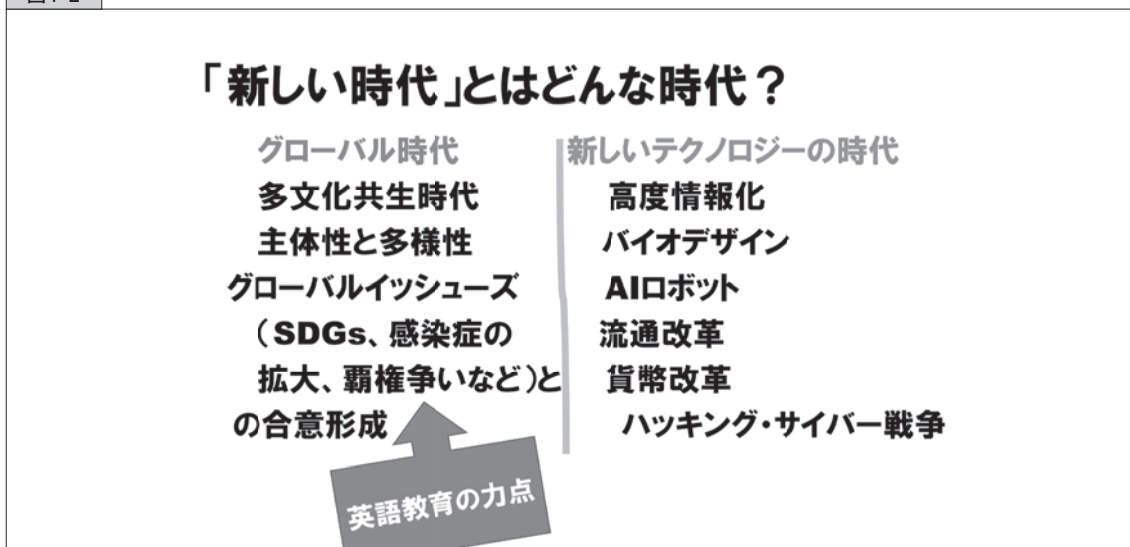 「新しい時代」とはどんな時代？
グローバル時代
多文化共生時代
主体性と多様性
グローバルイッシューズ
（SDGs、感染症の
拡大、覇権争いなど）と
の合意形成
英語教育の力点
新しいテクノロジーの時代
高度情報化
バイオデザイン
AIロボット
流通改革
貨幣改革
ハッキング・サイバー戦争